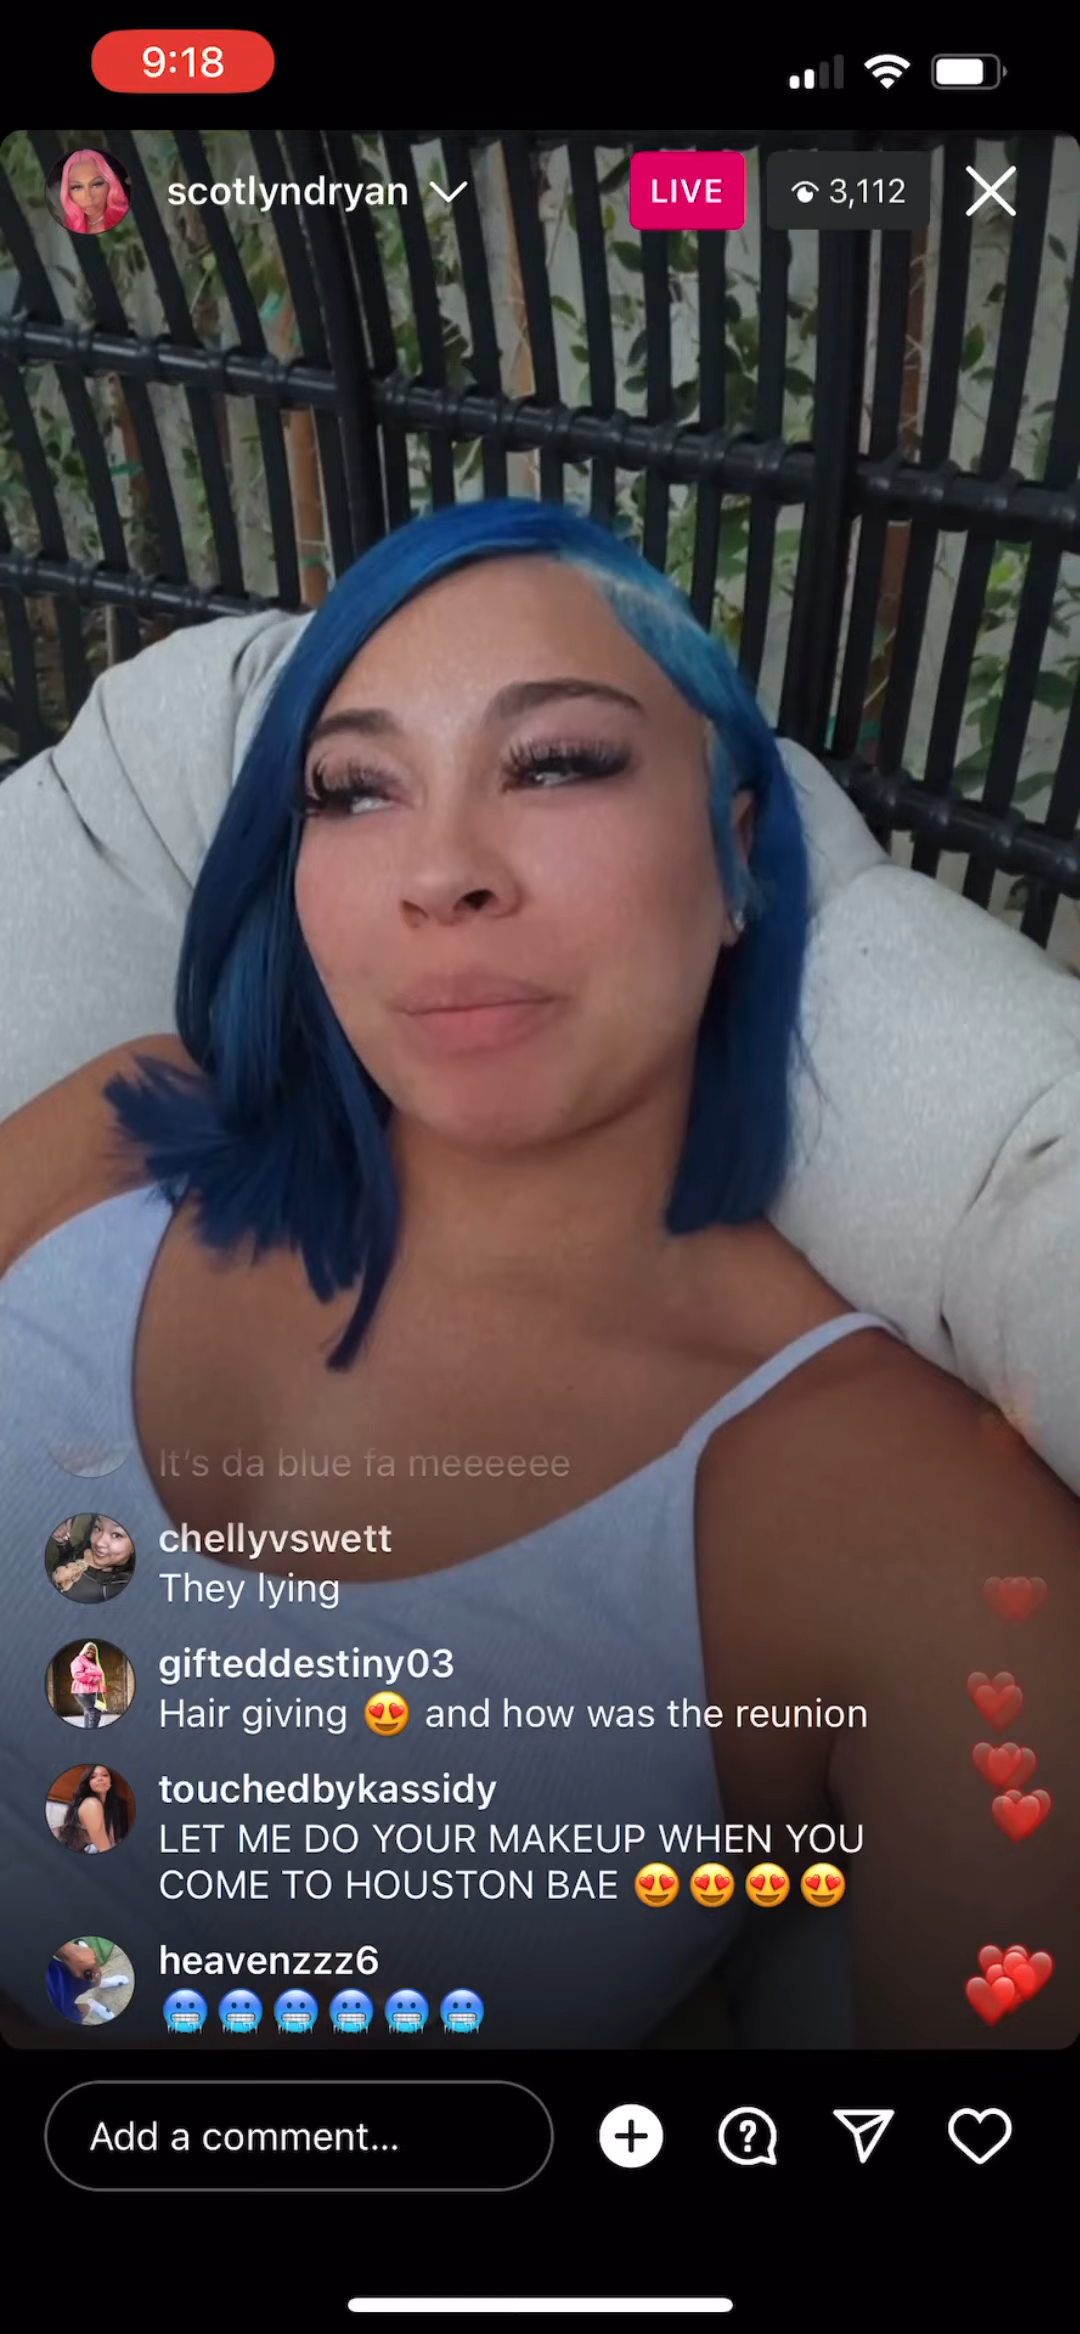 9:18
scotlyndryan
LIVE
3,112
It's da blue fa meeeeee
chellyvswett
They lying
gifteddestiny03
Hair giving 😍 and how was the reunion
touchedbykassidy
LET ME DO YOUR MAKEUP WHEN YOU
COME TO HOUSTON BAE 😍😍😍😍
heavenzzz6
🥶🥶🥶🥶🥶🥶
Add a comment...